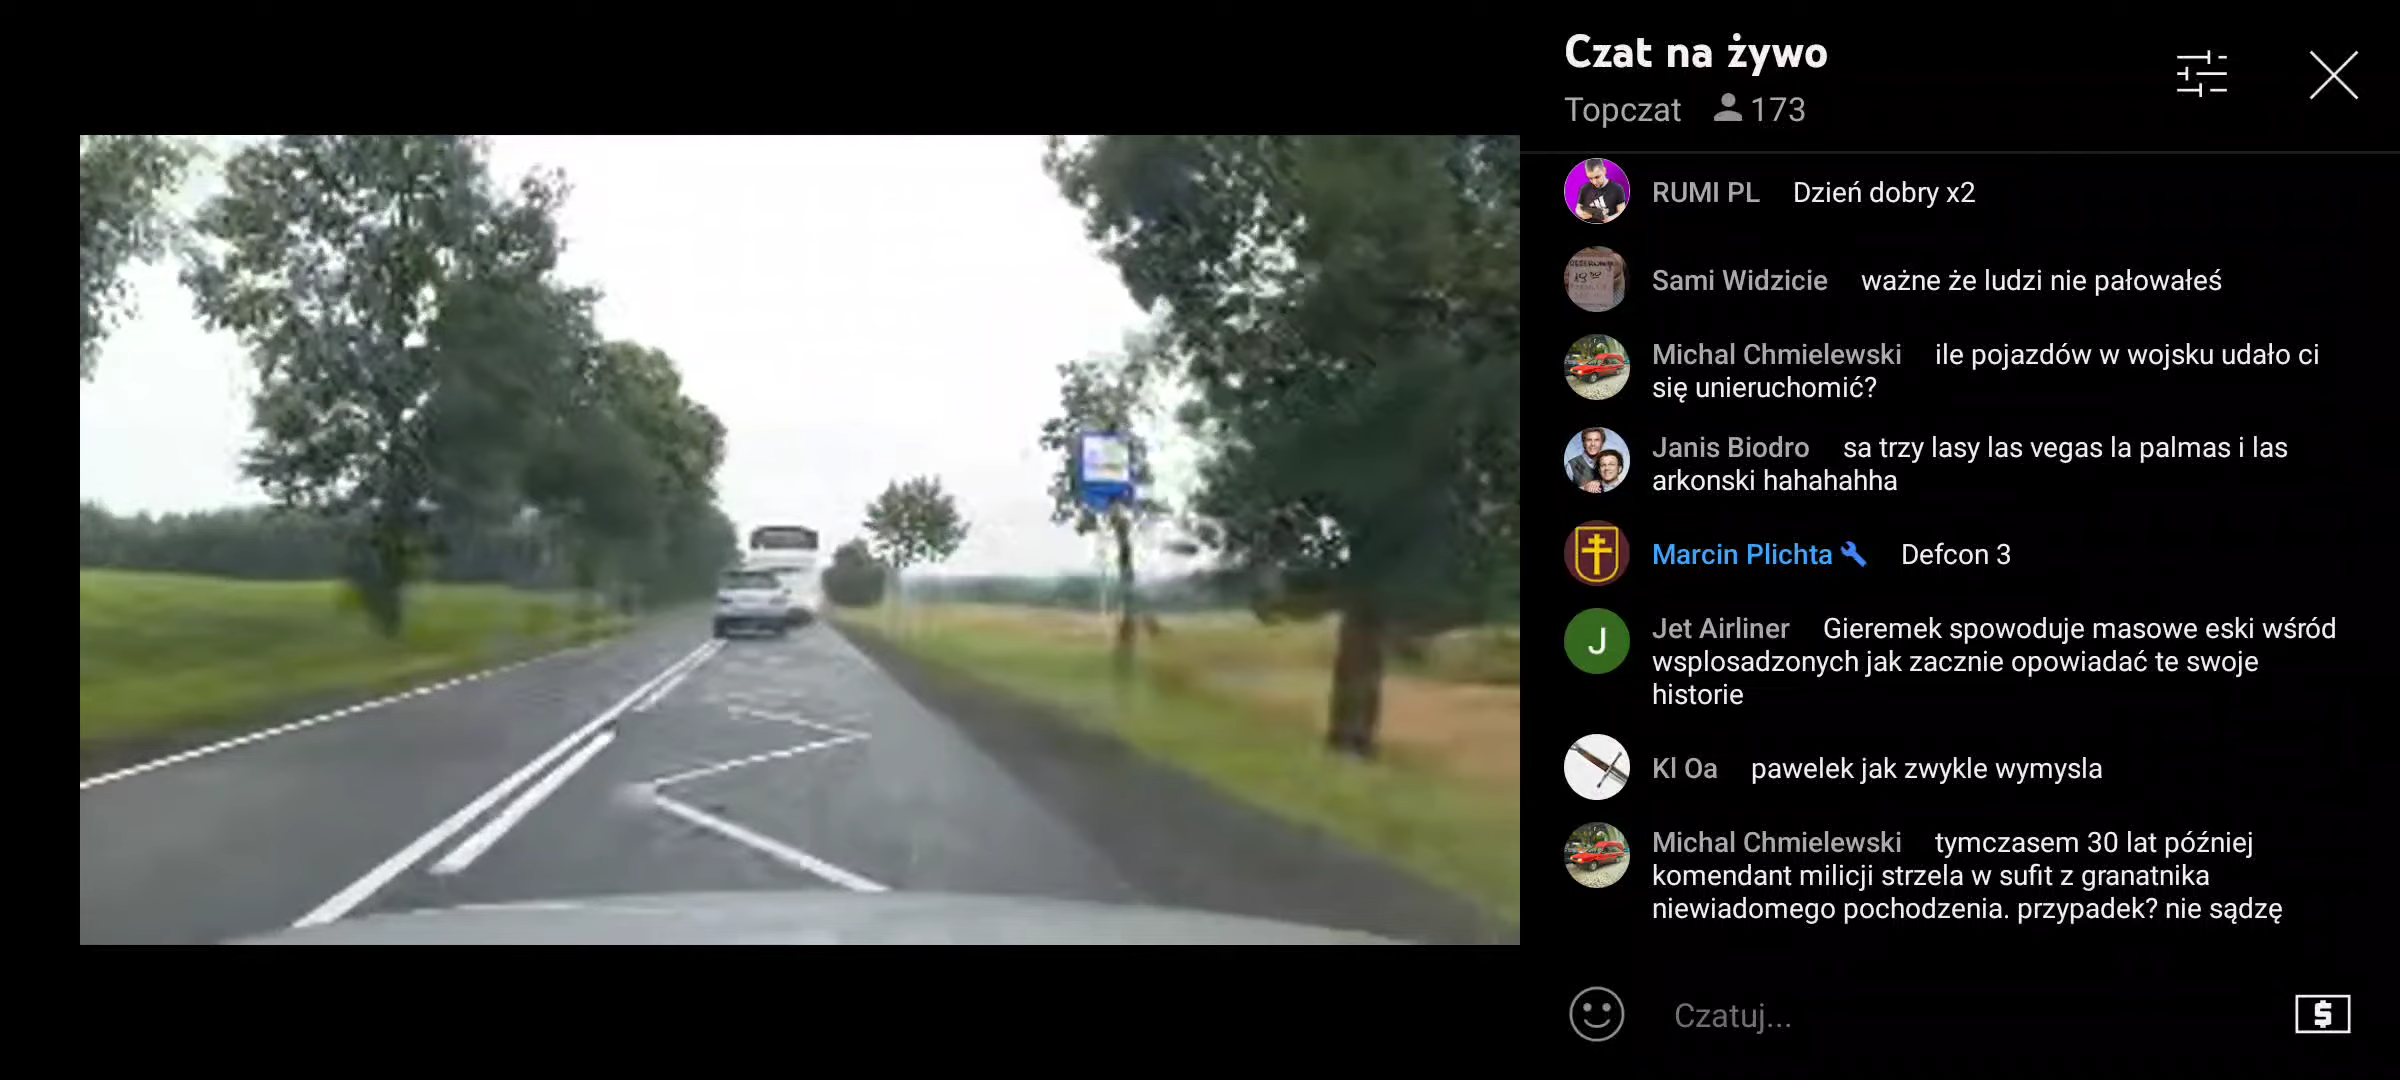 Czat na żywo
Topczat 173
RUMI PL Dzień dobry x2
Sami Widzicie ważne że ludzi nie pałowałeś
Michal Chmielewski ile pojazdów w wojsku udało ci
się unieruchomić?
Janis Biodro sa trzy lasy las vegas la palmas i las
arkonski hahahahha
Marcin Plichta Defcon 3
J
Jet Airliner Gieremek spowoduje masowe eski wśród
wsplosadzonych jak zacznie opowiadać te swoje
historie
Kl Oa pawelek jak zwykle wymysla
Michal Chmielewski tymczasem 30 lat później
komendant milicji strzela w sufit z granatnika
niewiadomego pochodzenia. przypadek? nie sądzę
Czatuj...
$